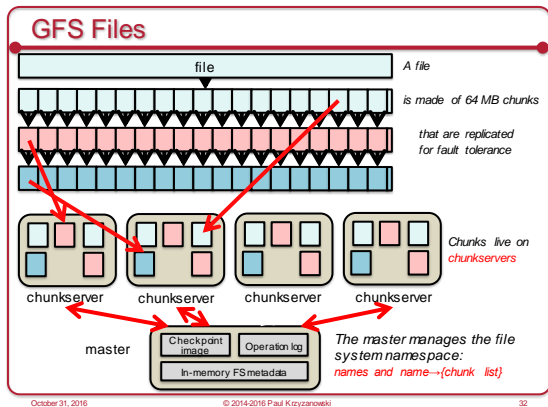 GFS Files
file
A file
is made of 64 MB chunks
that are replicated
for fault tolerance
Chunks live on
chunkservers
chunkserver
chunkserver
chunkserver
chunkserver
master
Checkpoint
image
Operation log
In-memory FS metadata
The master manages the file
system namespace:
names and name→{chunk list}
October 31, 2016
© 2014-2016 Paul Krzyzanowski
32